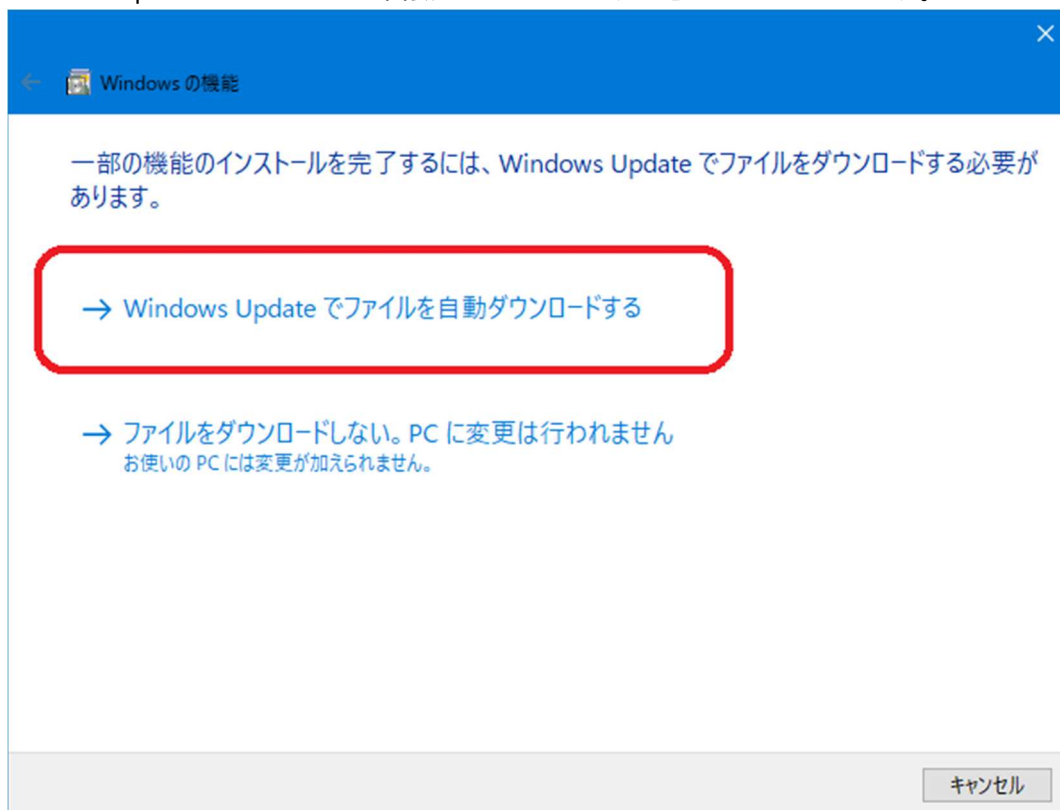 Windows の機能
一部の機能のインストールを完了するには、Windows Update でファイルをダウンロードする必要が
あります。
→ Windows Update でファイルを自動ダウンロードする
→ ファイルをダウンロードしない。PC に変更は行われません
お使いの PC には変更が加えられません。
キャンセル